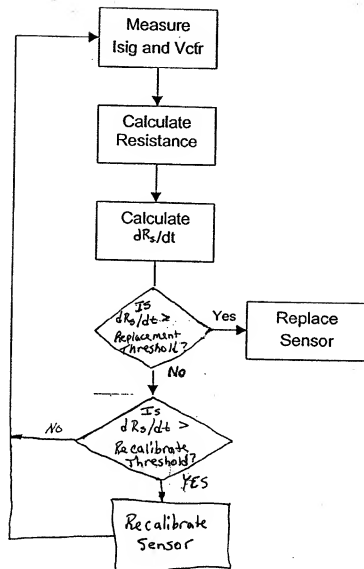 Measure
Isig and Vctr
Calculate
Resistance
Calculate
dRs/dt
Is
dRs/dt >
Replacement
Threshold?
Yes
Replace
Sensor
No
Is
dRs/dt >
Recalibrate
Threshold?
No
YES
Recalibrate
Sensor